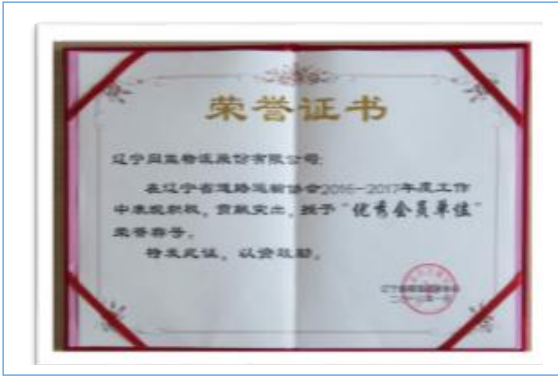 荣誉证书
辽宁国蓝物流股份有限公司:
在辽宁省道路运输协会2016-2017年度工作
中表现积极，贡献突出，授予“优秀会员单位”
荣誉称号。
特发此证，以资鼓励。